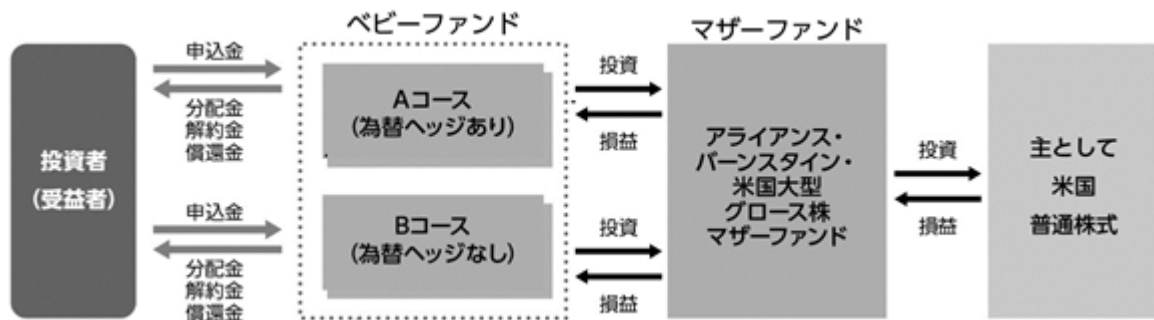 ベビーファンド
マザーファンド
投資者
(受益者)
申込金
分配金
解約金
償還金
申込金
分配金
解約金
償還金
Aコース
(為替ヘッジあり)
Bコース
(為替ヘッジなし)
投資
損益
投資
損益
アライアンス・
バーンスタイン・
米国大型
グロース株
マザーファンド
投資
損益
主として
米国
普通株式